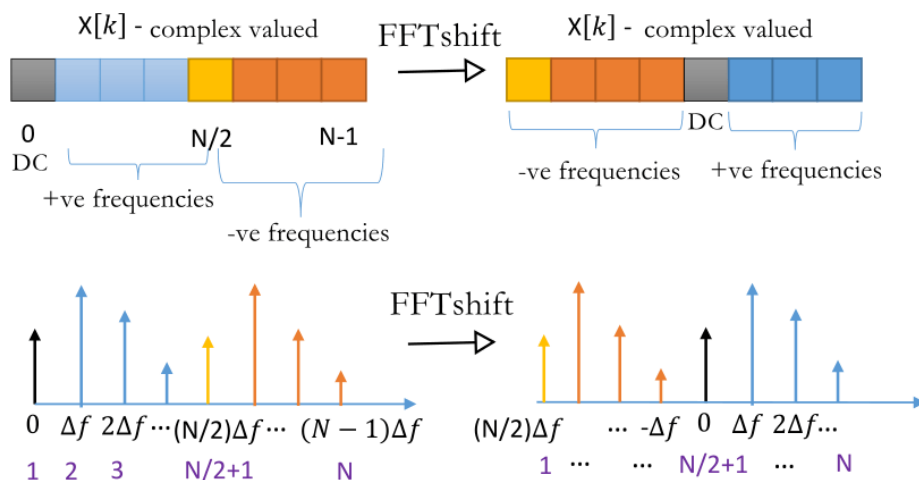 X[k] - complex valued
FFTshift
X[k] - complex valued
0
DC
N/2
N-1
+ve frequencies
-ve frequencies
DC
-ve frequencies
+ve frequencies
FFTshift
0 Δf 2Δf ⋯ (N/2)Δf ⋯ (N − 1)Δf
1 2 3 N/2+1 N
(N/2)Δf ⋯ -Δf 0 Δf 2Δf ⋯
1 ⋯ ⋯ N/2+1 ⋯ N